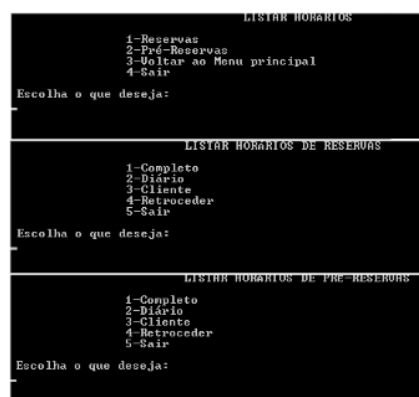 LISTAR HORARIOS
1-Reservas
2-Pré-Reservas
3-Voltar ao Menu principal
4-Sair
Escolha o que deseja:
LISTAR HORáRIOS DE RESERVAS
1-Completo
2-Diário
3-Cliente
4-Retroceder
5-Sair
Escolha o que deseja:
LISTAR HORARIOS DE PRE-RESERVAS
1-Completo
2-Diário
3-Cliente
4-Retroceder
5-Sair
Escolha o que deseja: